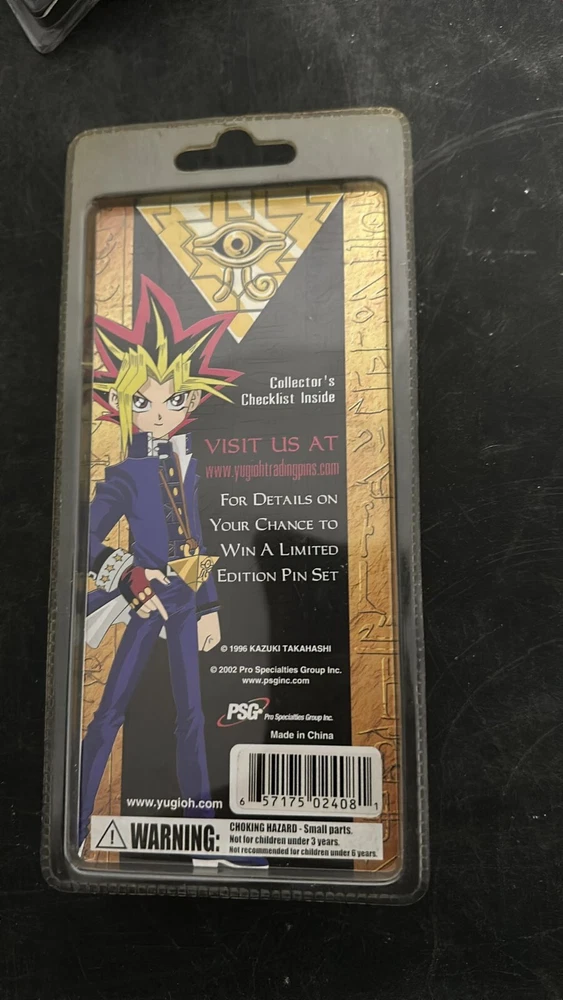 Collector's
Checklist Inside
VISIT US AT
www.yugiohtradingpins.com
FOR DETAILS ON
YOUR CHANCE TO
WIN A LIMITED
EDITION PIN SET
© 1996 KAZUKI TAKAHASHI
© 2002 Pro Specialties Group Inc.
www.psginc.com
PSG Pro Specialties Group Inc.
Made in China
www.yugioh.com
6 57175 02408 1
WARNING:
CHOKING HAZARD - Small parts.
Not for children under 3 years.
Not recommended for children under 6 years.